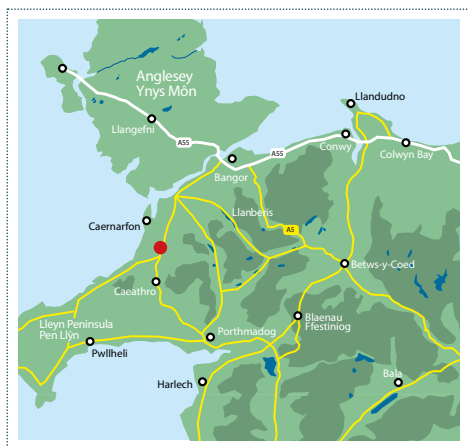 Anglesey
Ynys Môn
Llandudno
Llangefni
A55
A55
Conwy
Colwyn Bay
Bangor
Llanberis
Caernarfon
A5
Betws-y-Coed
Caeathro
Lleyn Peninsula
Pen Llŷn
Pwllheli
Porthmadog
Blaenau
Ffestiniog
Harlech
Bala